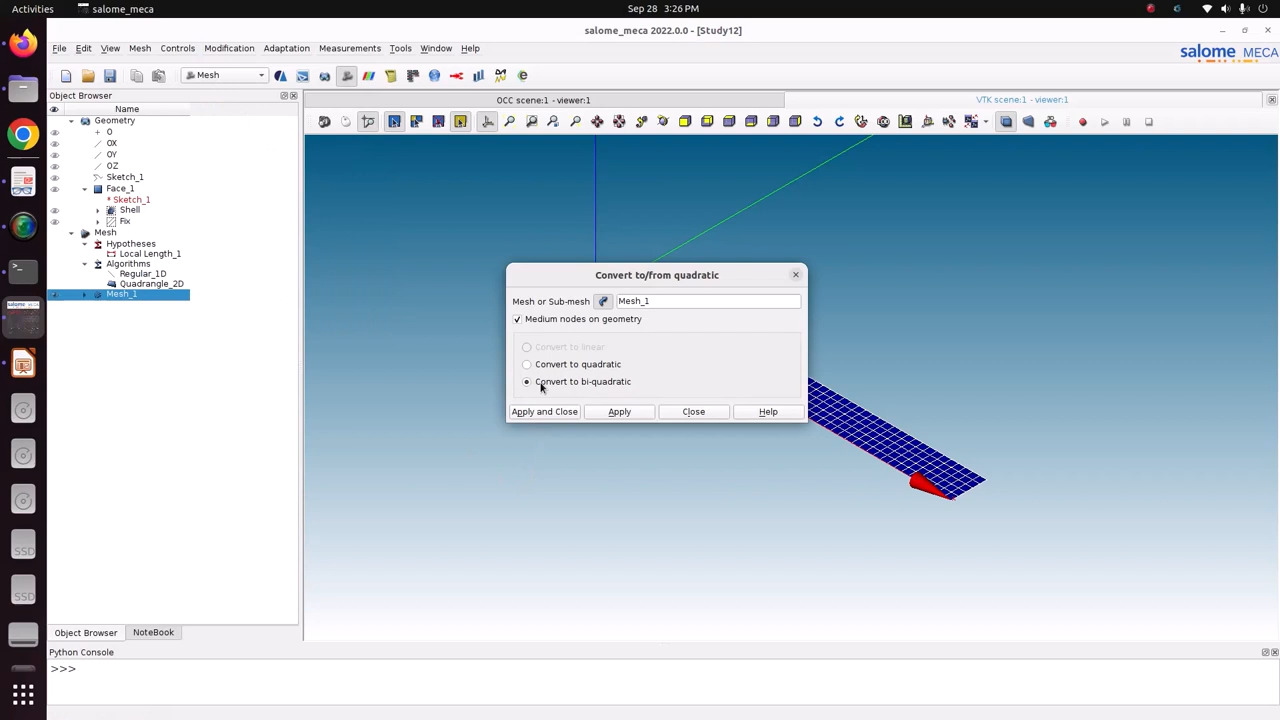 Activities
salome_meca
Sep 28 3:26 PM
salome_meca 2022.0.0 - [Study12]
File Edit View Mesh Controls Modification Adaptation Measurements Tools Window Help
salome MECA
Mesh
Object Browser
OCC scene:1 - viewer:1
VTK scene:1 - viewer:1
Name
Geometry
O
OX
OY
OZ
Sketch_1
Face_1
* Sketch_1
Shell
Fix
Mesh
Hypotheses
Local Length_1
Algorithms
Regular_1D
Quadrangle_2D
Mesh_1
Convert to/from quadratic
Mesh or Sub-mesh
Mesh_1
Medium nodes on geometry
Convert to linear
Convert to quadratic
Convert to bi-quadratic
Apply and Close
Apply
Close
Help
SSD
SSD
Object Browser
NoteBook
Python Console
>>>